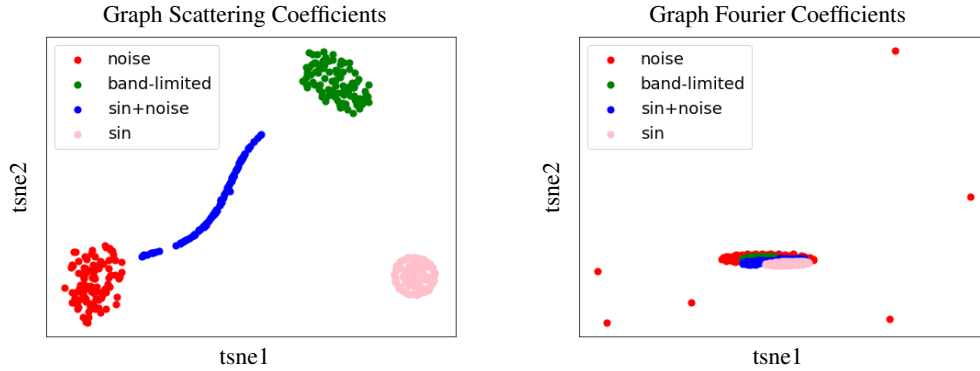 Graph Scattering Coefficients
noise
band-limited
sin+noise
sin
tsne2
tsne1
Graph Fourier Coefficients
noise
band-limited
sin+noise
sin
tsne2
tsne1